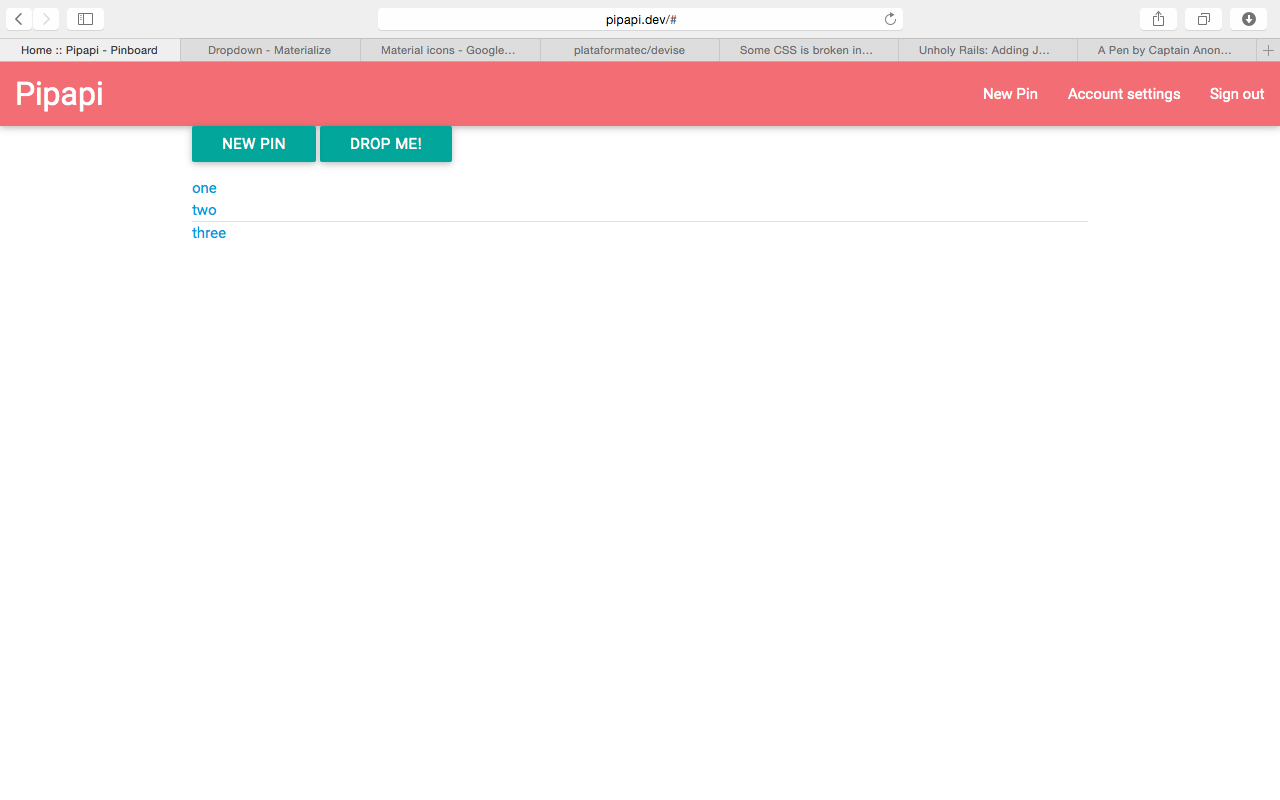 pipapi.dev/#
Home :: Pipapi - Pinboard
Dropdown - Materialize
Material icons - Google...
plataformatec/devise
Some CSS is broken in...
Unholy Rails: Adding J...
A Pen by Captain Anon...
Pipapi
New Pin
Account settings
Sign out
NEW PIN
DROP ME!
one
two
three